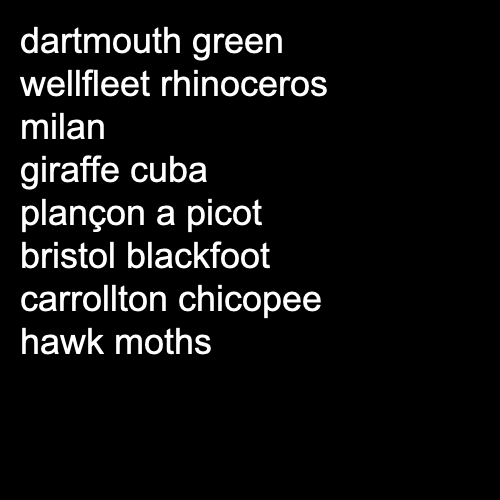 dartmouth green
wellfleet rhinoceros
milan
giraffe cuba
plançon a picot
bristol blackfoot
carrollton chicopee
hawk moths